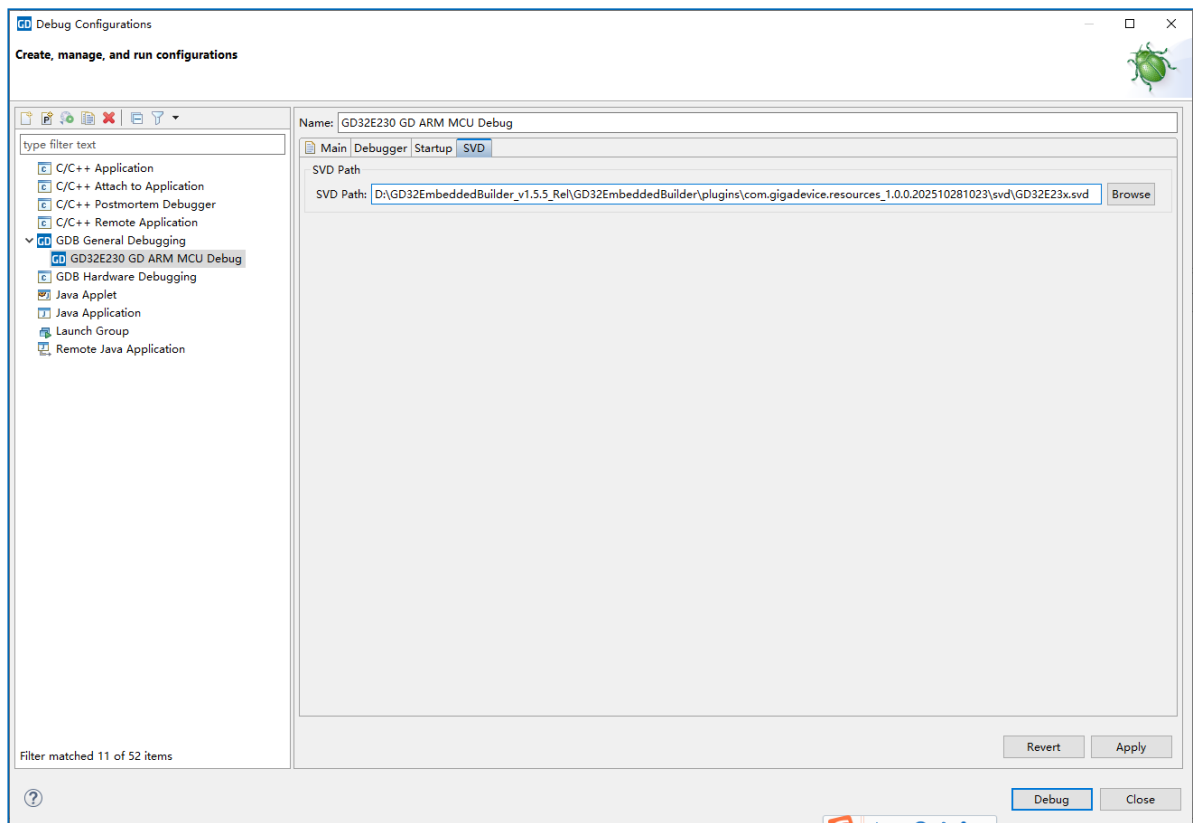 GD Debug Configurations
Create, manage, and run configurations
type filter text
C/C++ Application
C/C++ Attach to Application
C/C++ Postmortem Debugger
C/C++ Remote Application
GD GDB General Debugging
GD GD32E230 GD ARM MCU Debug
GDB Hardware Debugging
Java Applet
Java Application
Launch Group
Remote Java Application
Filter matched 11 of 52 items
Name: GD32E230 GD ARM MCU Debug
Main Debugger Startup SVD
SVD Path
SVD Path: D:\GD32EmbeddedBuilder_v1.5.5_Rel\GD32EmbeddedBuilder\plugins\com.gigadevice.resources_1.0.0.202510281023\svd\GD32E23x.svd Browse
Revert Apply
Debug Close